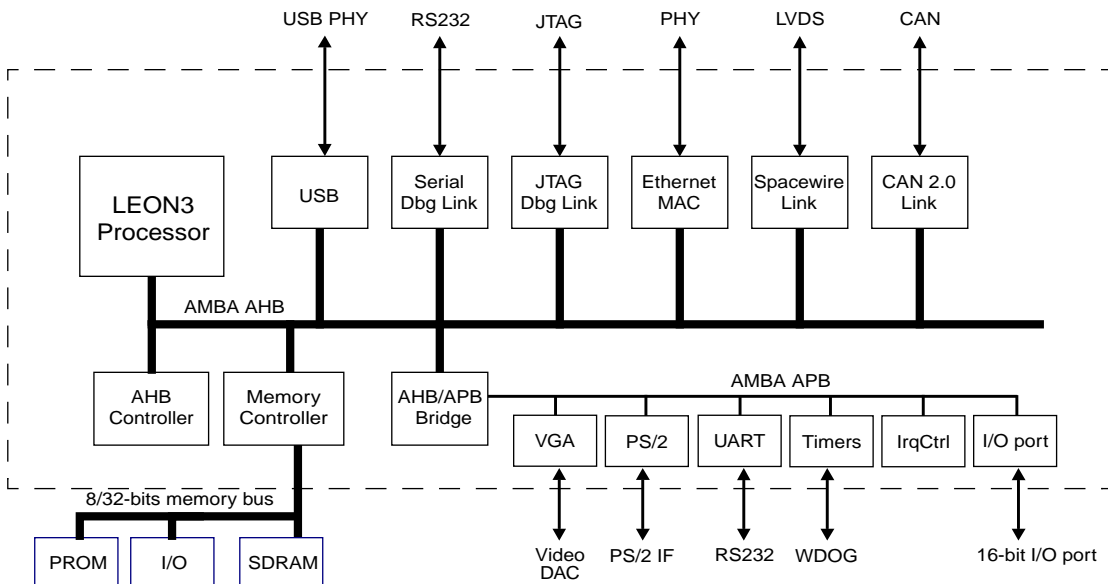 USB PHY
RS232
JTAG
PHY
LVDS
CAN
LEON3
Processor
USB
Serial
Dbg Link
JTAG
Dbg Link
Ethernet
MAC
Spacewire
Link
CAN 2.0
Link
AMBA AHB
AHB
Controller
Memory
Controller
AHB/APB
Bridge
AMBA APB
VGA
PS/2
UART
Timers
IrqCtrl
I/O port
8/32-bits memory bus
PROM
I/O
SDRAM
Video
DAC
PS/2 IF
RS232
WDOG
16-bit I/O port